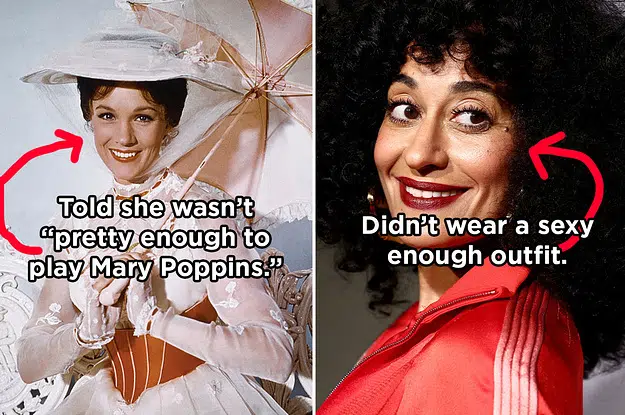 Told she wasn't
“pretty enough to
play Mary Poppins.”
Didn't wear a sexy
enough outfit.